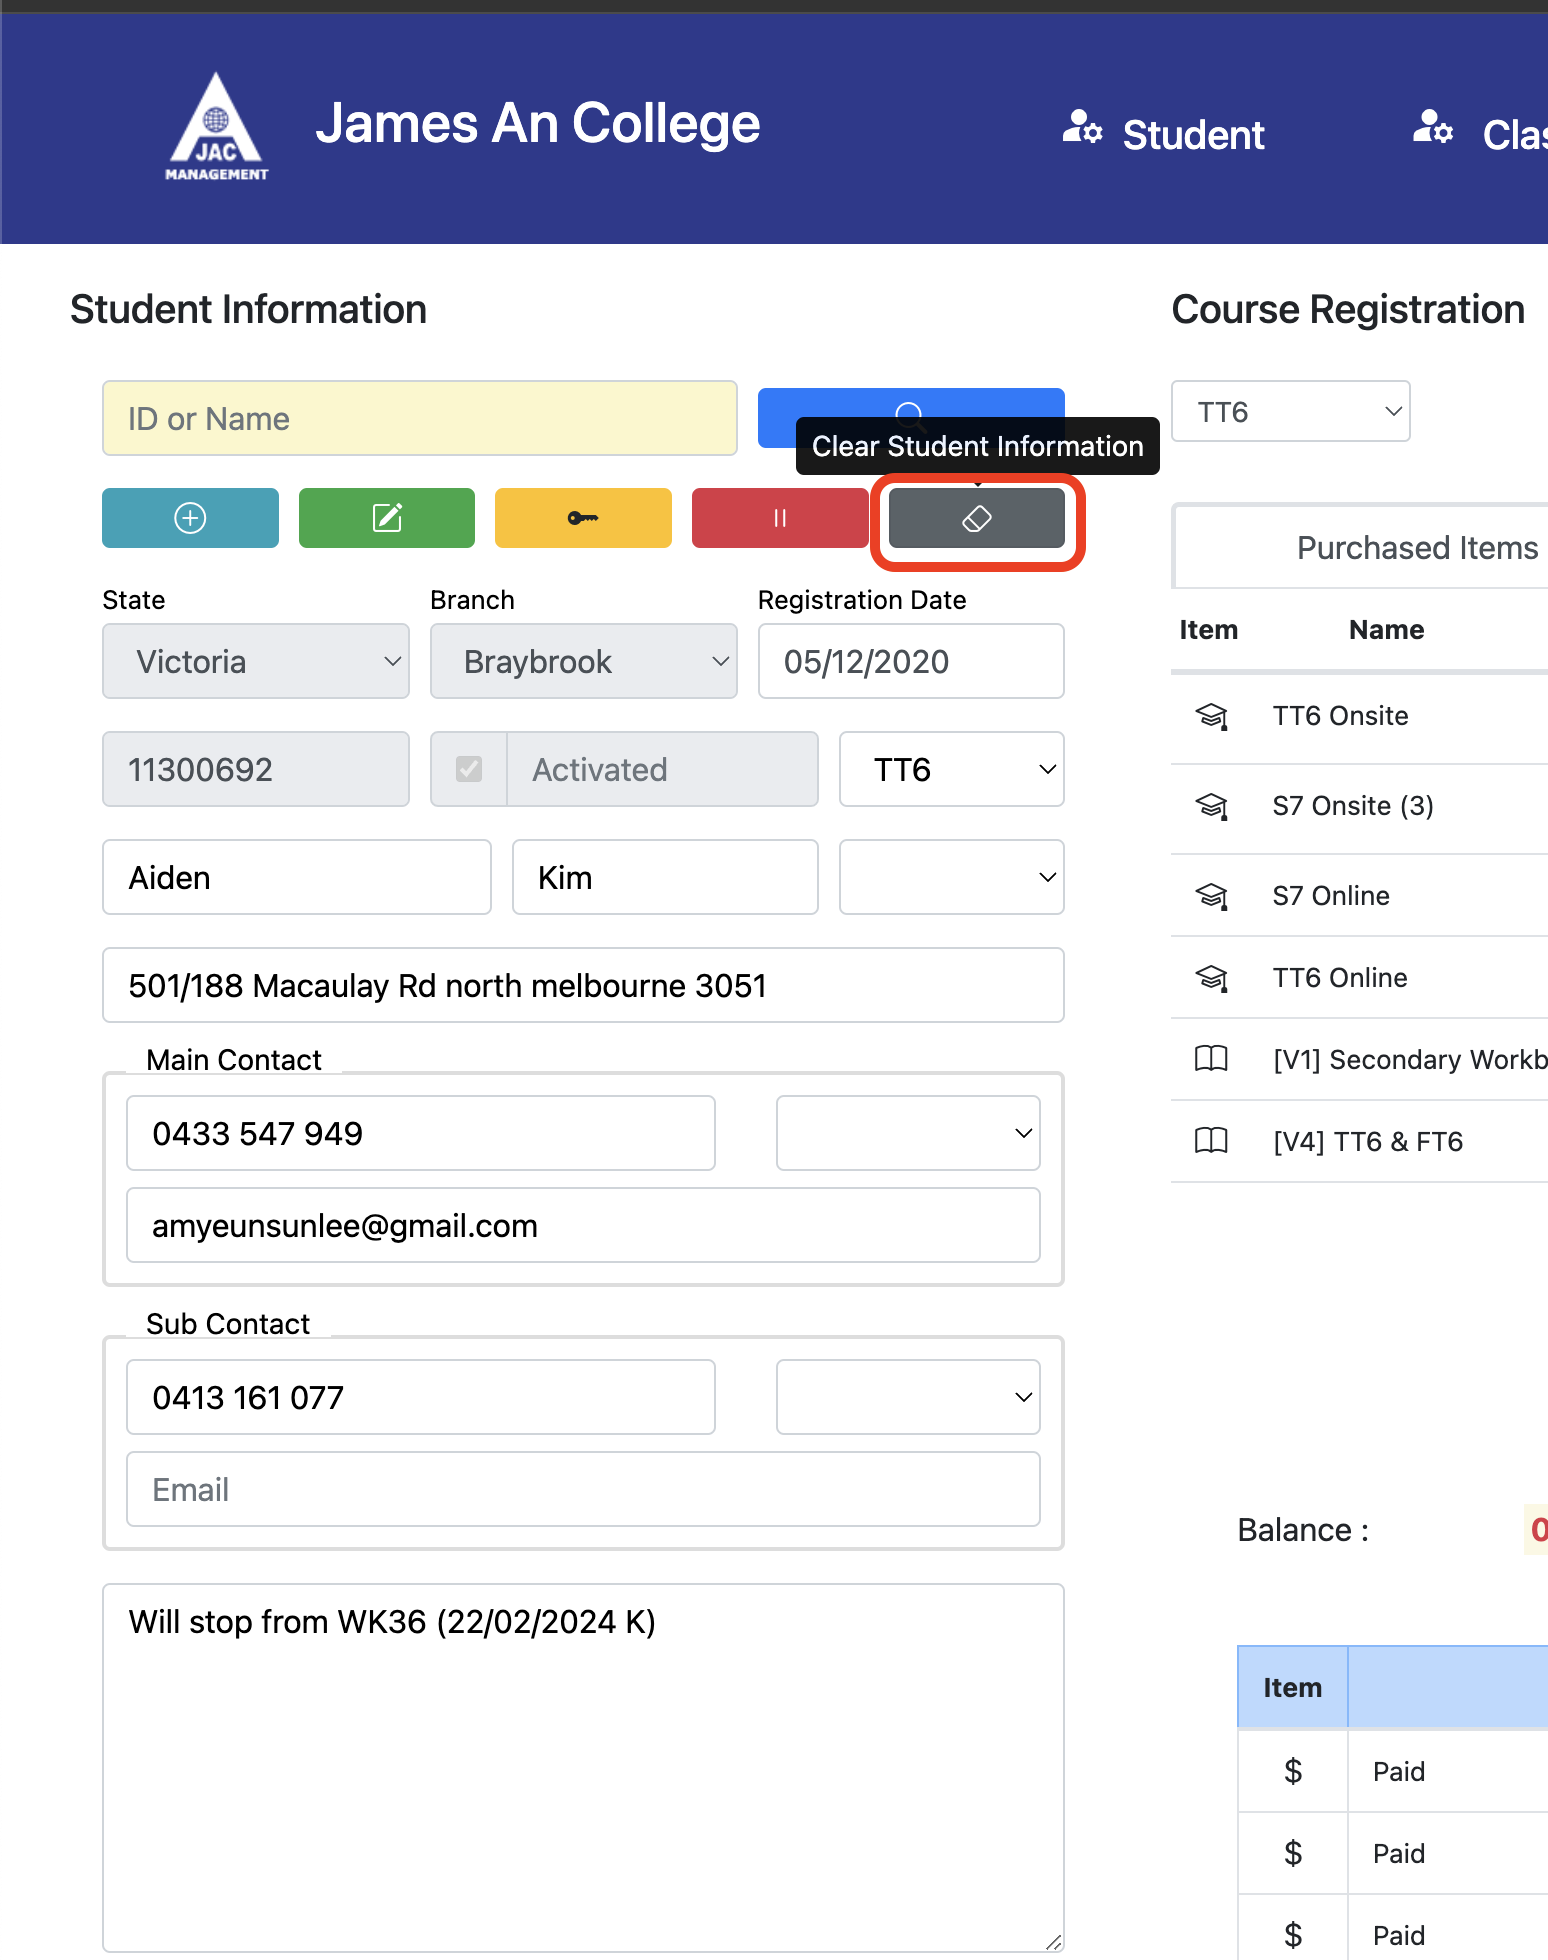 JAC
MANAGEMENT
James An College
Student
Clas
Student Information
ID or Name
Clear Student Information
State
Branch
Registration Date
Victoria
Braybrook
05/12/2020
11300692
Activated
TT6
Aiden
Kim
501/188 Macaulay Rd north melbourne 3051
Main Contact
0433 547 949
amyeunsunlee@gmail.com
Sub Contact
0413 161 077
Email
Will stop from WK36 (22/02/2024 K)
Course Registration
TT6
Purchased Items
Item Name
TT6 Onsite
S7 Onsite (3)
S7 Online
TT6 Online
[V1] Secondary Workb
[V4] TT6 & FT6
Balance : 0
Item
$ Paid
$ Paid
$ Paid